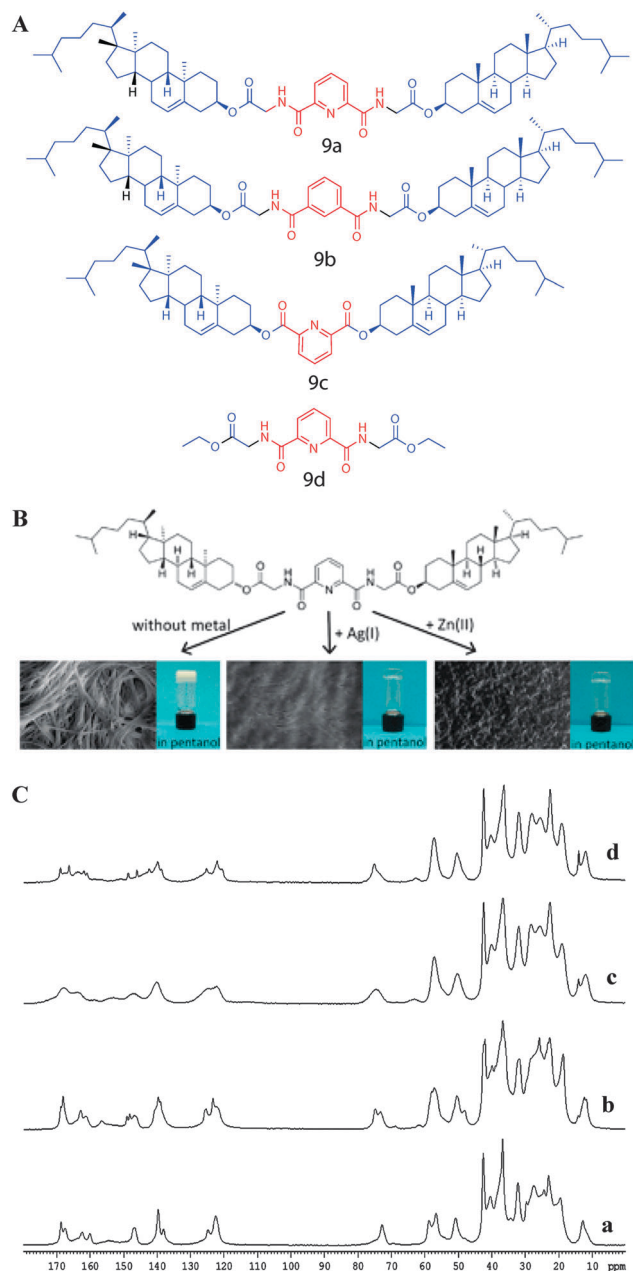 A
O H H O
N N
H H O N O H H
H O O
9a
O H H O
N N
H H O O H H
O O
9b
O O
H H O N O H H
9c
O H H O
N N
O N O
O O
9d
B
H H H H
H H O H H O H H
O N N O
N
O O
without metal
+ Ag(I)
+ Zn(II)
in pentanol in pentanol in pentanol
C
d
c
b
a
170 160 150 140 130 120 110 100 90 80 70 60 50 40 30 20 10 ppm